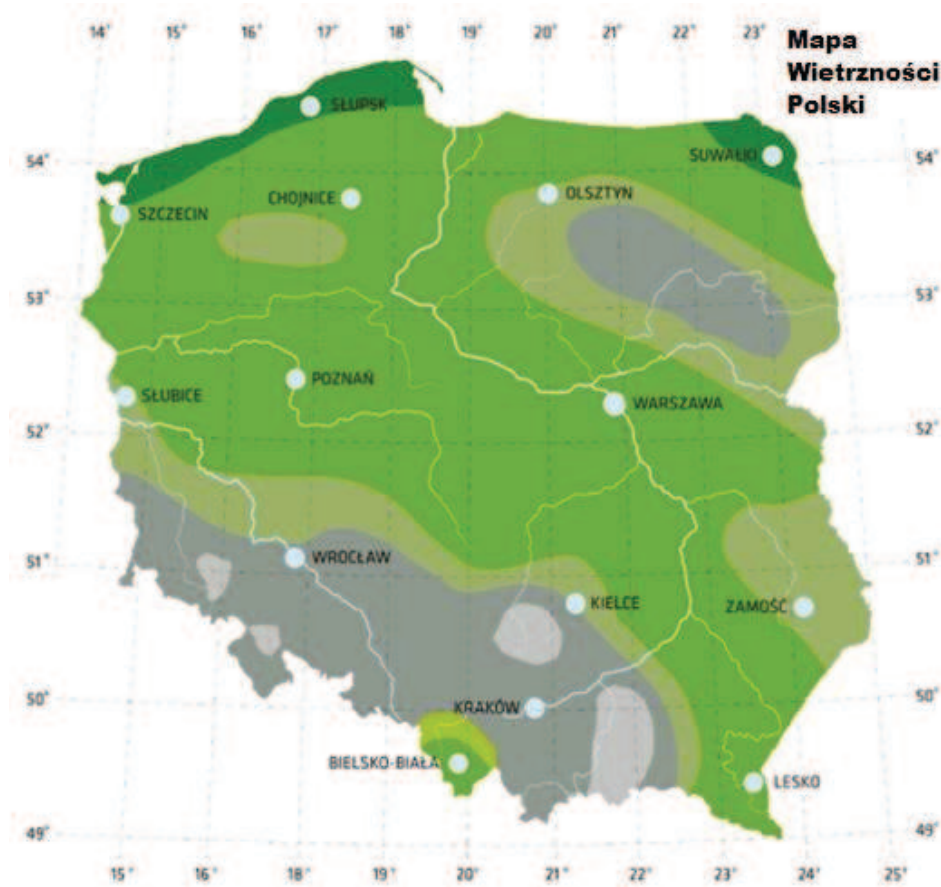 14° 15° 16° 17° 18° 19° 20° 21° 22° 23°
Mapa
Wietrzności
Polski
SŁUPSK
54° SUWAŁKI 54°
CHOJNICE OLSZTYN
SZCZECIN
53° 53°
POZNAŃ
SŁUBICE WARSZAWA
52° 52°
WROCŁAW
51° 51°
KIELCE ZAMOŚĆ
50° 50°
KRAKÓW
BIELSKO-BIAŁA
LESKO
49° 49°
15° 16° 18° 19° 20° 21° 22° 23° 24° 25°